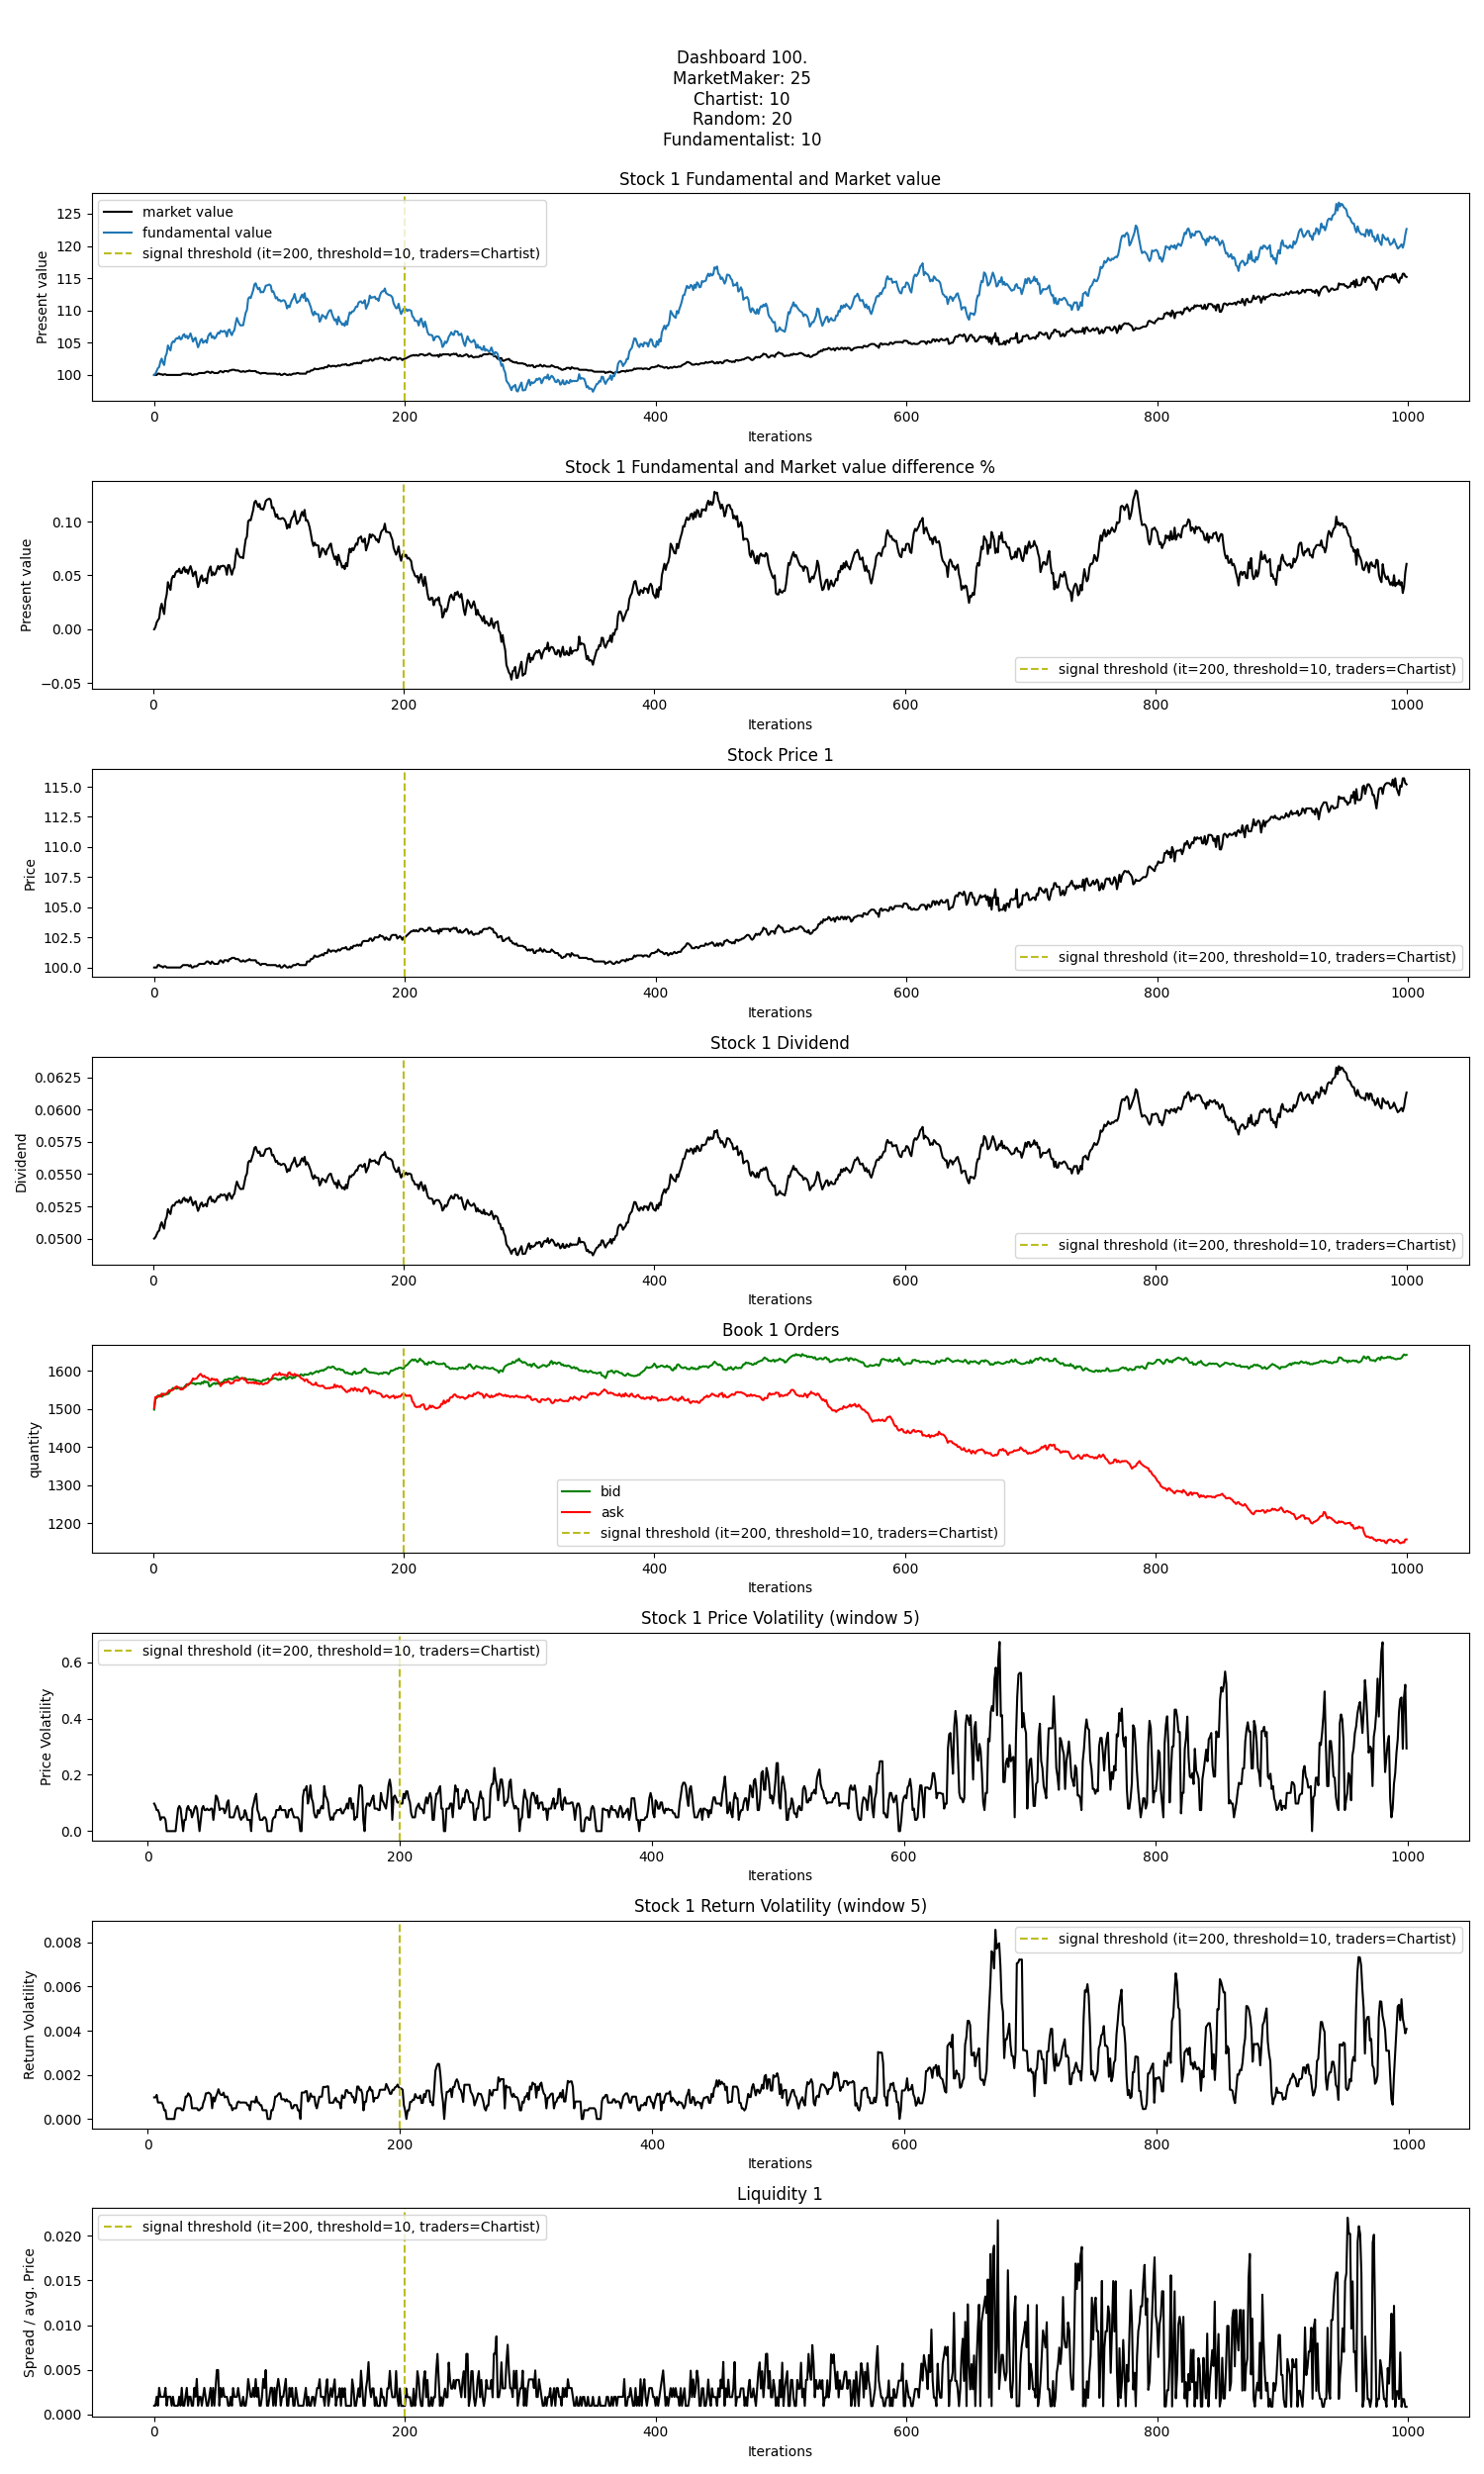 Dashboard 100.
MarketMaker: 25
Chartist: 10
Random: 20
Fundamentalist: 10
Stock 1 Fundamental and Market value
market value
fundamental value
signal threshold (it=200, threshold=10, traders=Chartist)
Present value
125
120
115
110
105
100
0 200 400 600 800 1000
Iterations
Stock 1 Fundamental and Market value difference %
Present value
0.10
0.05
0.00
−0.05
signal threshold (it=200, threshold=10, traders=Chartist)
0 200 400 600 800 1000
Iterations
Stock Price 1
Price
115.0
112.5
110.0
107.5
105.0
102.5
100.0
signal threshold (it=200, threshold=10, traders=Chartist)
0 200 400 600 800 1000
Iterations
Stock 1 Dividend
Dividend
0.0625
0.0600
0.0575
0.0550
0.0525
0.0500
signal threshold (it=200, threshold=10, traders=Chartist)
0 200 400 600 800 1000
Iterations
Book 1 Orders
quantity
1600
1500
1400
1300
1200
bid
ask
signal threshold (it=200, threshold=10, traders=Chartist)
0 200 400 600 800 1000
Iterations
Stock 1 Price Volatility (window 5)
signal threshold (it=200, threshold=10, traders=Chartist)
Price Volatility
0.6
0.4
0.2
0.0
0 200 400 600 800 1000
Iterations
Stock 1 Return Volatility (window 5)
signal threshold (it=200, threshold=10, traders=Chartist)
Return Volatility
0.008
0.006
0.004
0.002
0.000
0 200 400 600 800 1000
Iterations
Liquidity 1
signal threshold (it=200, threshold=10, traders=Chartist)
Spread / avg. Price
0.020
0.015
0.010
0.005
0.000
0 200 400 600 800 1000
Iterations